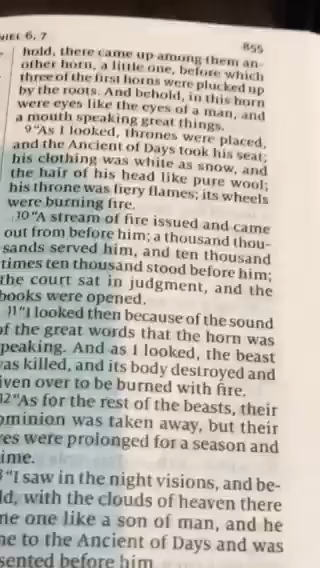 NIEL 6, 7
855
hold, there came up among them an-
other horn, a little one, before which
three of the first horns were plucked up
by the roots. And behold, in this horn
were eyes like the eyes of a man, and
a mouth speaking great things.
9 "As I looked, thrones were placed,
and the Ancient of Days took his seat;
his clothing was white as snow, and
the hair of his head like pure wool;
his throne was fiery flames; its wheels
were burning fire.
10 "A stream of fire issued and came
out from before him; a thousand thou-
sands served him, and ten thousand
times ten thousand stood before him;
the court sat in judgment, and the
books were opened.
11 "I looked then because of the sound
of the great words that the horn was
peaking. And as I looked, the beast
was killed, and its body destroyed and
iven over to be burned with fire.
12 "As for the rest of the beasts, their
ominion was taken away, but their
es were prolonged for a season and
ime.
"I saw in the night visions, and be-
ld, with the clouds of heaven there
me one like a son of man, and he
me to the Ancient of Days and was
sented before him.